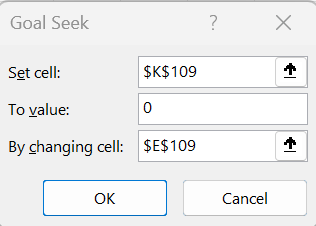 Goal Seek ?
Set cell: $K$109
To value: 0
By changing cell: $E$109
OK Cancel